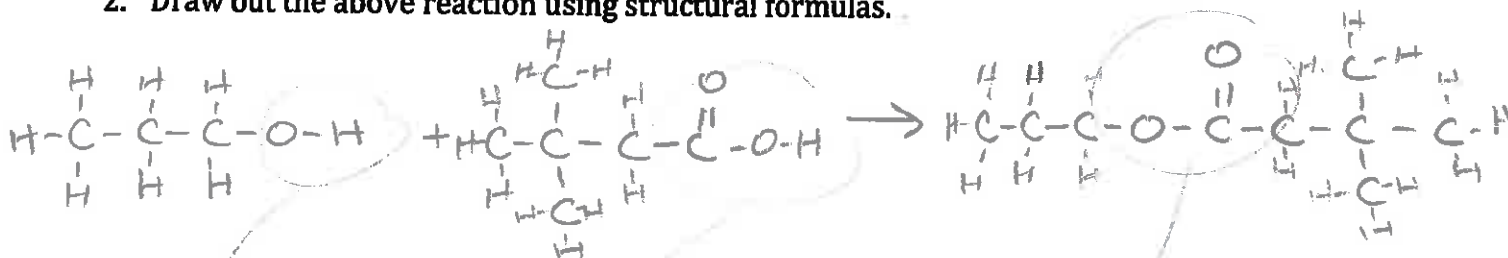 2. Draw out the above reaction using structural formulas.
H H
H-C-H O O H-C-H
H H H H H H H H H H
H-C-C-C-O-H + H-C-C-C-C-O-H → H-C-C-C-O-C-C-C-C-H
H H H H H H H H H H
H-C-H H-C-H
H H